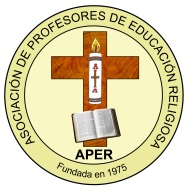 ASOCIACIÓN DE PROFESORES DE EDUCACIÓN RELIGIOSA
APER
Fundada en 1975